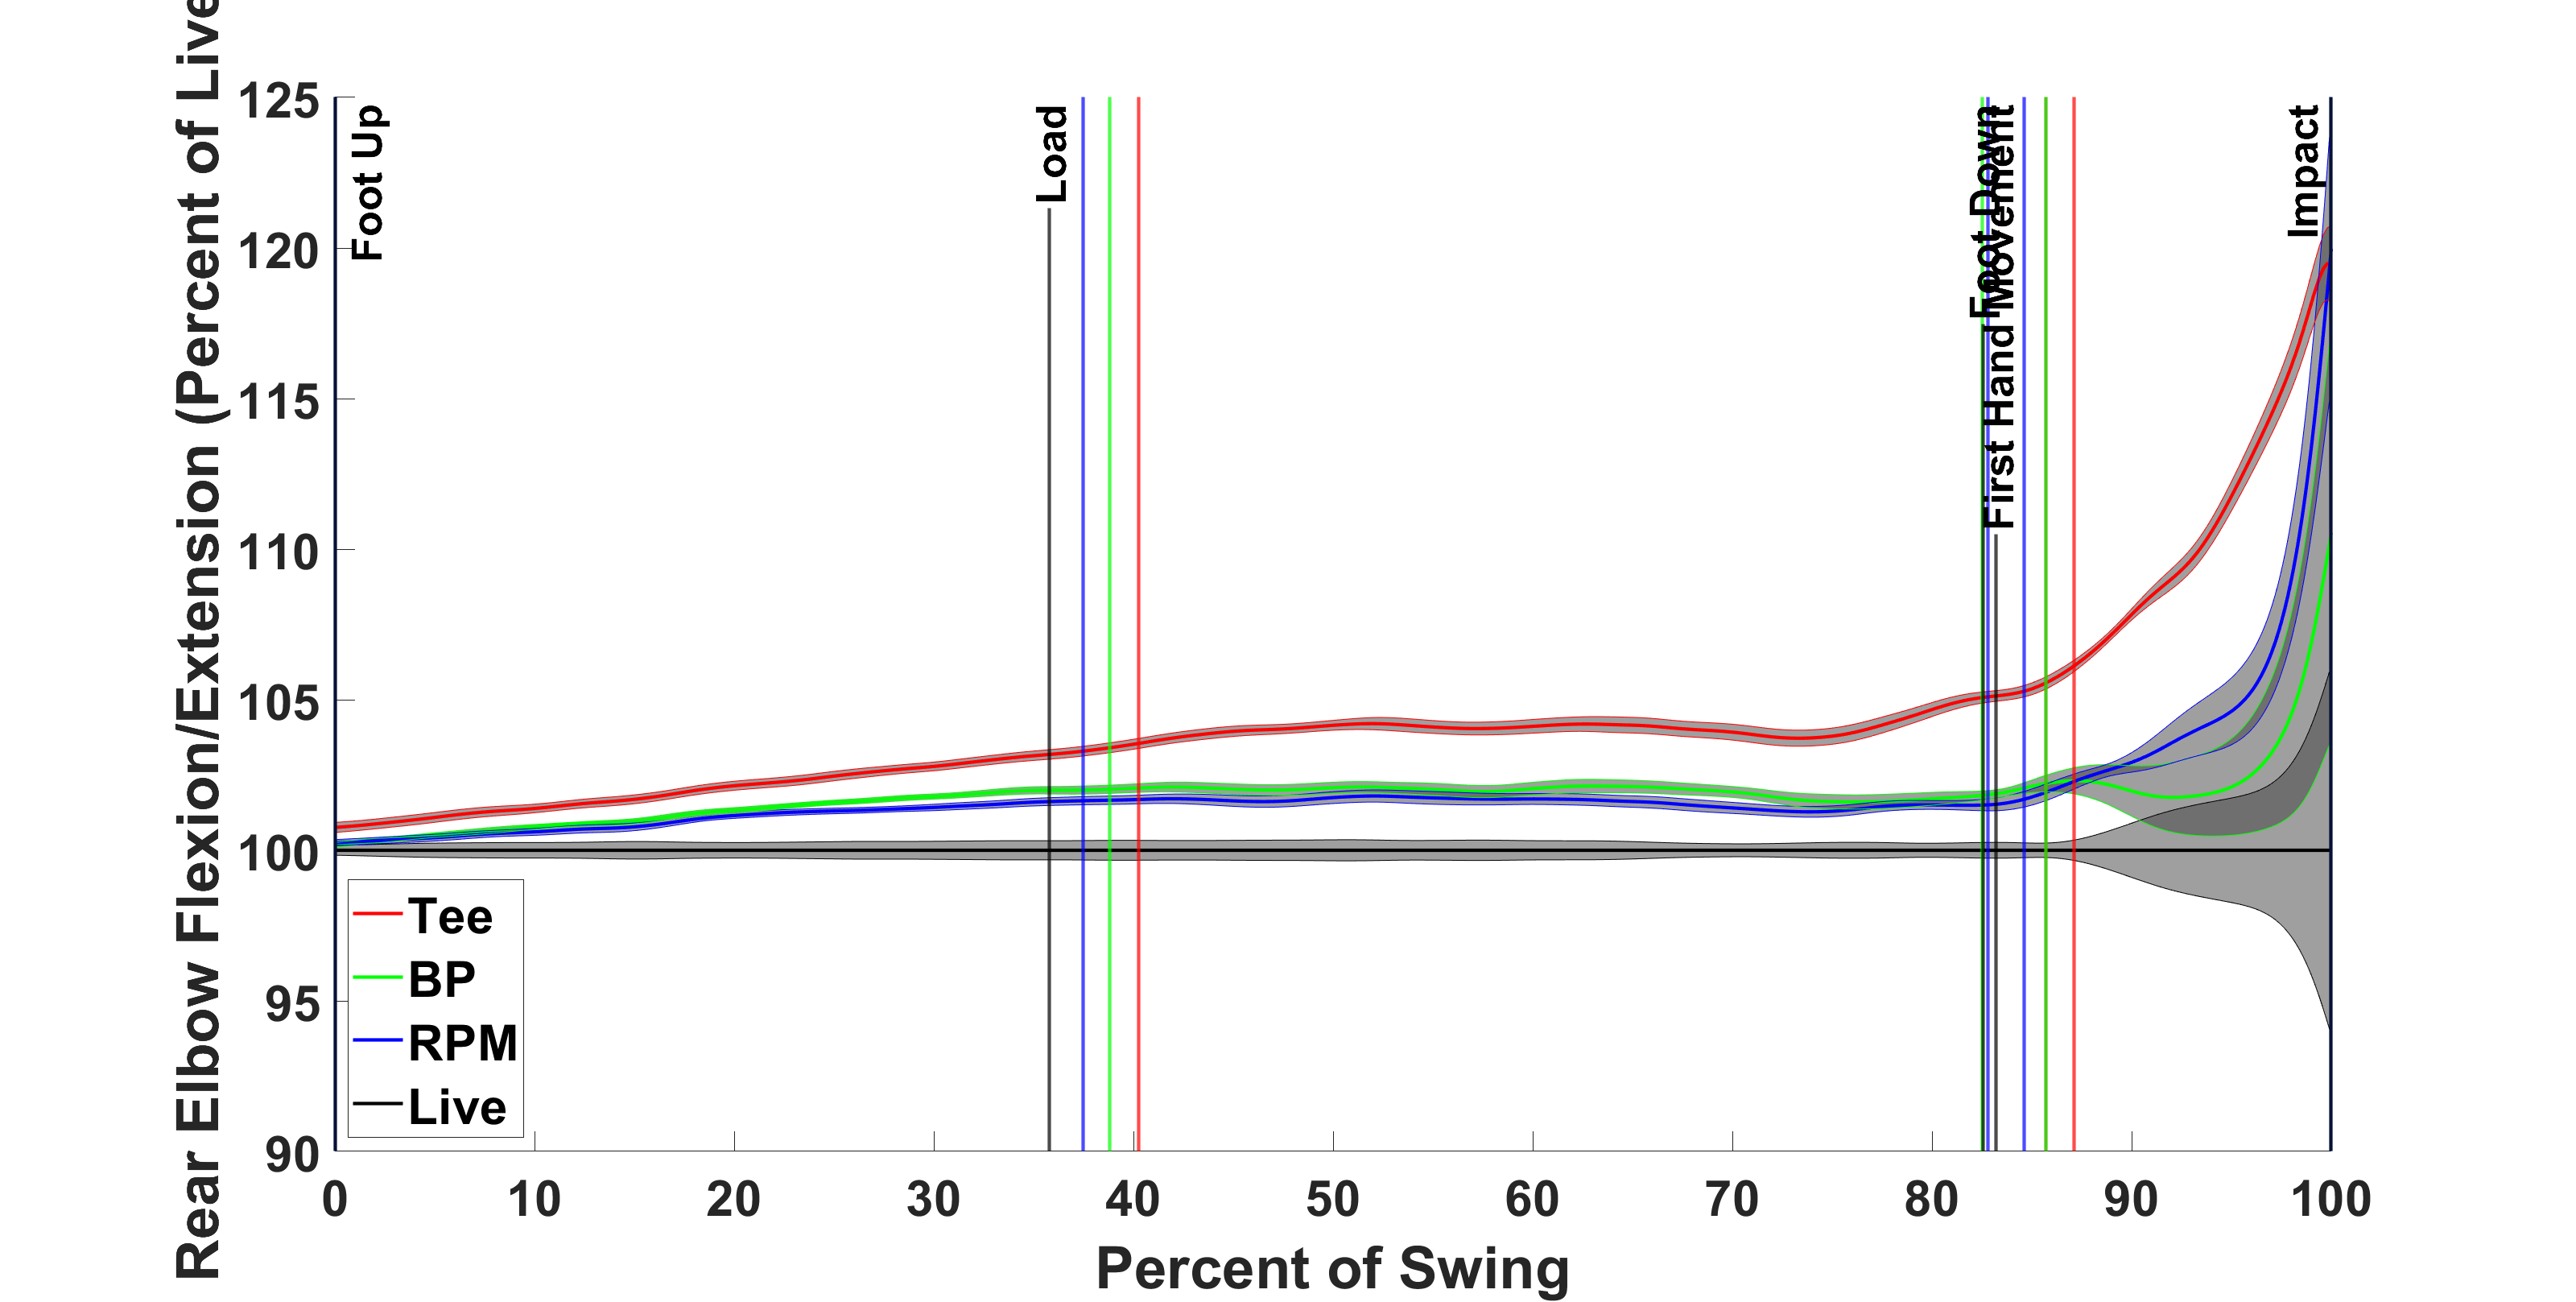 Rear Elbow Flexion/Extension (Percent of Live
125
120
115
110
105
100
95
90
Foot Up
Load
Foot Down
First Hand Movement
Impact
Tee
BP
RPM
Live
0 10 20 30 40 50 60 70 80 90 100
Percent of Swing